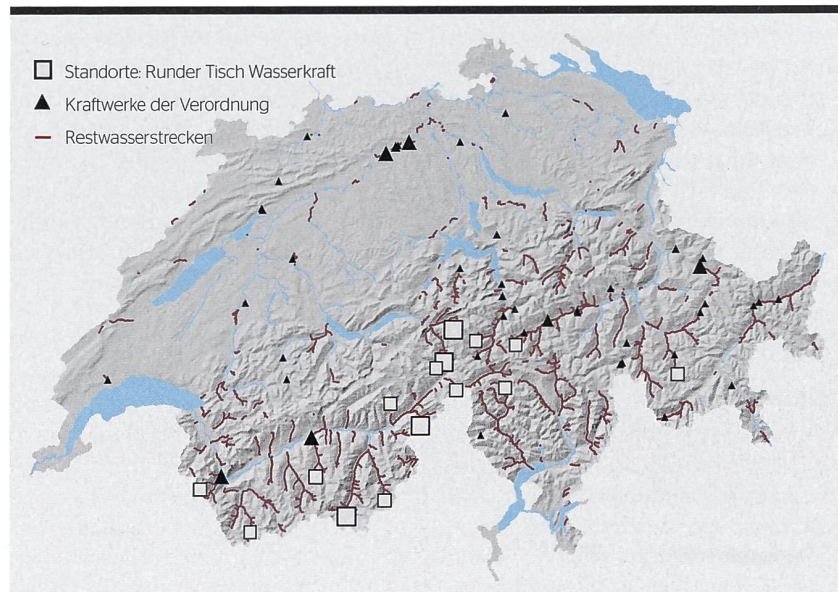 Standorte: Runder Tisch Wasserkraft
Kraftwerke der Verordnung
Restwasserstrecken